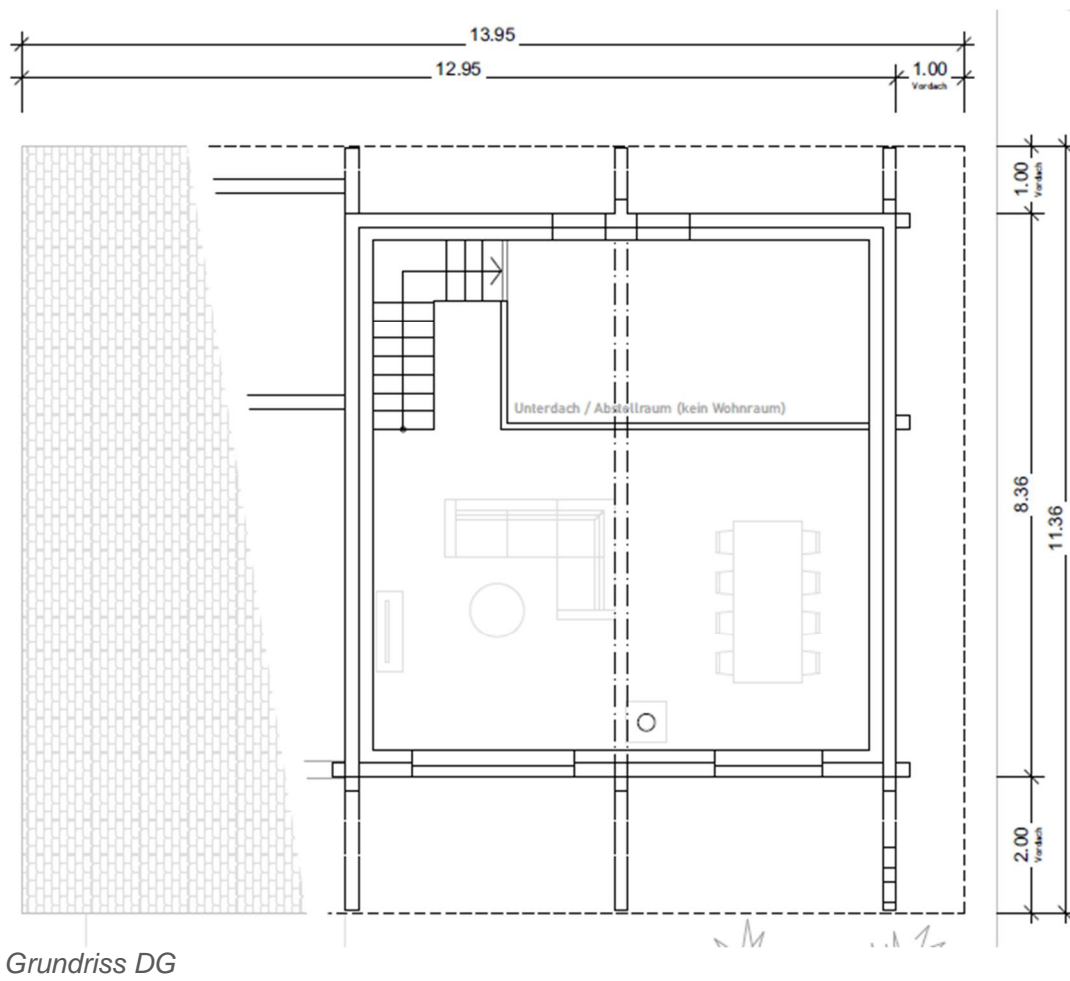 13.95
12.95
1.00
Vordach
1.00
Vordach
Unterdach / Abstellraum (kein Wohnraum)
8.36
11.36
2.00
Vordach
Grundriss DG